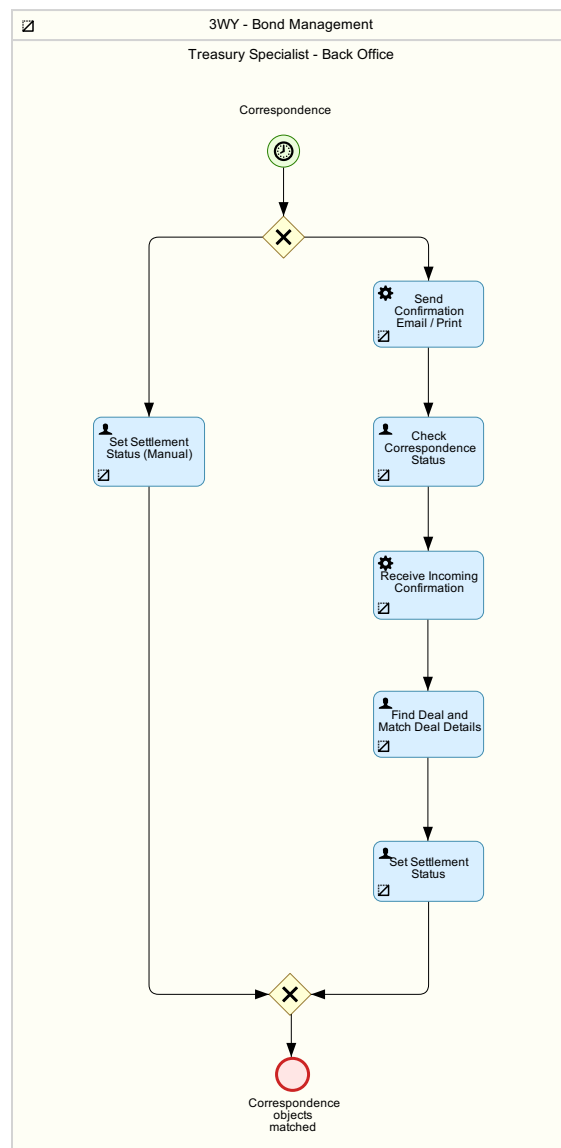 3WY - Bond Management
Treasury Specialist - Back Office
Correspondence
Send
Confirmation
Email / Print
Set Settlement
Status (Manual)
Check
Correspondence
Status
Receive Incoming
Confirmation
Find Deal and
Match Deal Details
Set Settlement
Status
Correspondence
objects
matched